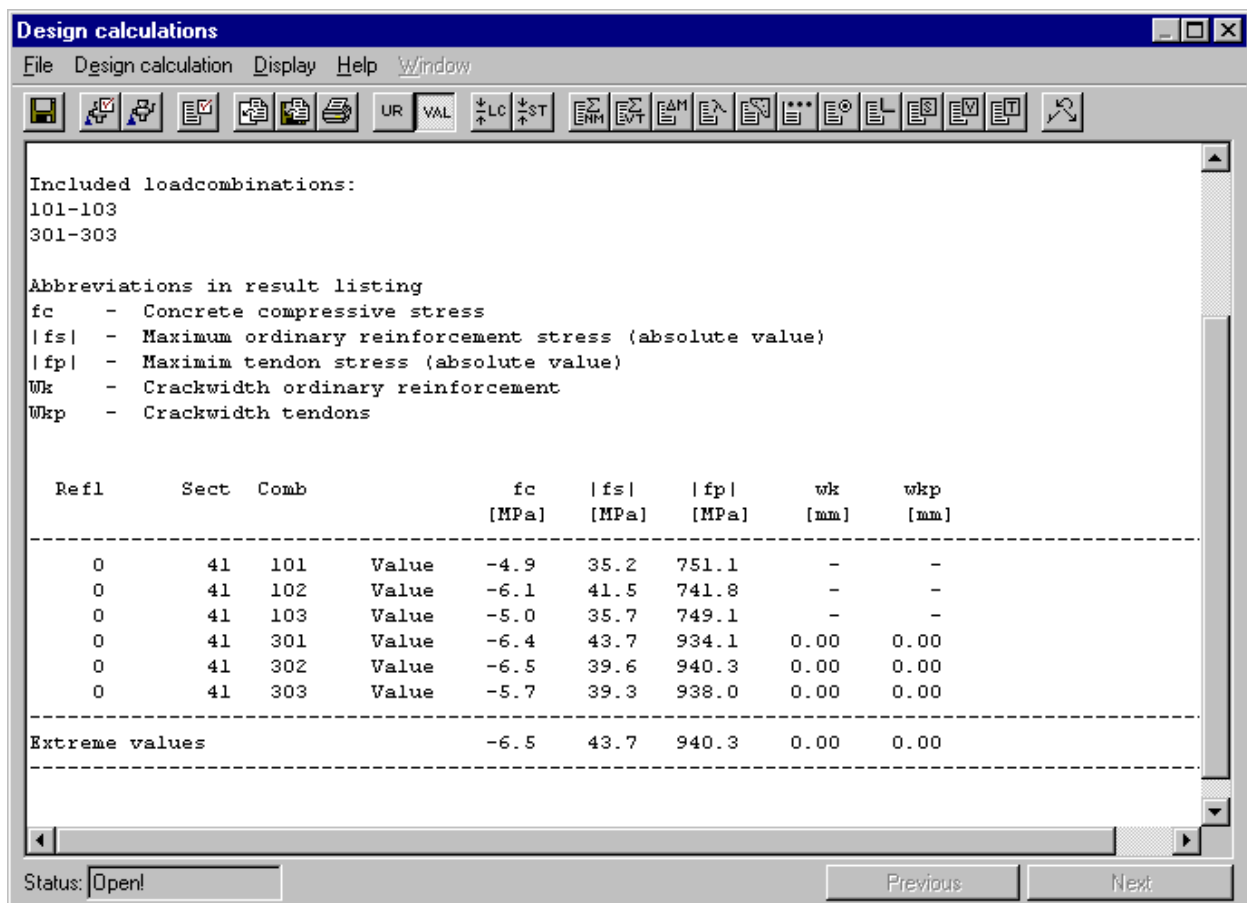 Design calculations
File Design calculation Display Help Window
UR VAL LC ST ΣNM ΣVT ΔM λ S V T
Included loadcombinations:
101-103
301-303
Abbreviations in result listing
fc - Concrete compressive stress
|fs| - Maximum ordinary reinforcement stress (absolute value)
|fp| - Maximim tendon stress (absolute value)
Wk - Crackwidth ordinary reinforcement
Wkp - Crackwidth tendons
Refl Sect Comb fc |fs| |fp| wk wkp
[MPa] [MPa] [MPa] [mm] [mm]
0 41 101 Value -4.9 35.2 751.1 - -
0 41 102 Value -6.1 41.5 741.8 - -
0 41 103 Value -5.0 35.7 749.1 - -
0 41 301 Value -6.4 43.7 934.1 0.00 0.00
0 41 302 Value -6.5 39.6 940.3 0.00 0.00
0 41 303 Value -5.7 39.3 938.0 0.00 0.00
Extreme values -6.5 43.7 940.3 0.00 0.00
Status: Open! Previous Next